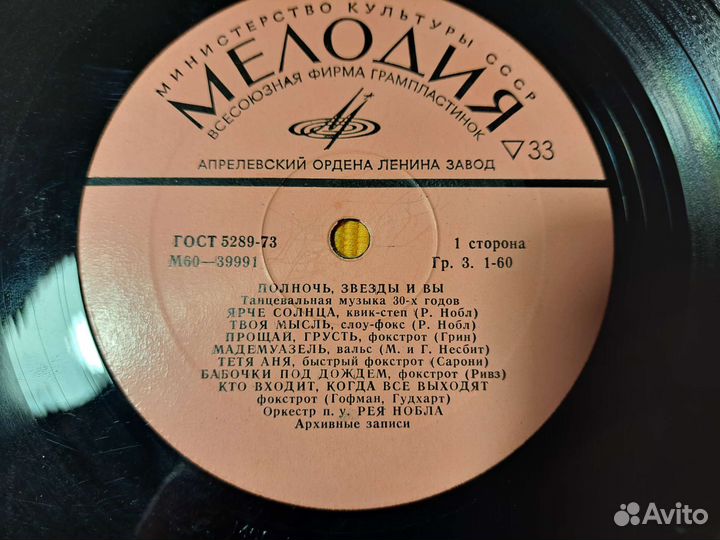 МИНИСТЕРСТВО КУЛЬТУРЫ СССР
МЕЛОДИЯ
ВСЕСОЮЗНАЯ ФИРМА ГРАМПЛАСТИНОК
АПРЕЛЕВСКИЙ ОРДЕНА ЛЕНИНА ЗАВОД
▽33
ГОСТ 5289-73
1 сторона
М60—39991
Гр. 3. 1-60
ПОЛНОЧЬ, ЗВЕЗДЫ И ВЫ
Танцевальная музыка 30-х годов
ЯРЧЕ СОЛНЦА, квик-степ (Р. Нобл)
ТВОЯ МЫСЛЬ, слоу-фокс (Р. Нобл)
ПРОЩАЙ, ГРУСТЬ, фокстрот (Грин)
МАДЕМУАЗЕЛЬ, вальс (М. и Г. Несбит)
ТЕТЯ АНЯ, быстрый фокстрот (Сарони)
БАБОЧКИ ПОД ДОЖДЕМ, фокстрот (Ривз)
КТО ВХОДИТ, КОГДА ВСЕ ВЫХОДЯТ
фокстрот (Гофман, Гудхарт)
Оркестр п. у. РЕЯ НОБЛА
Архивные записи
Avito